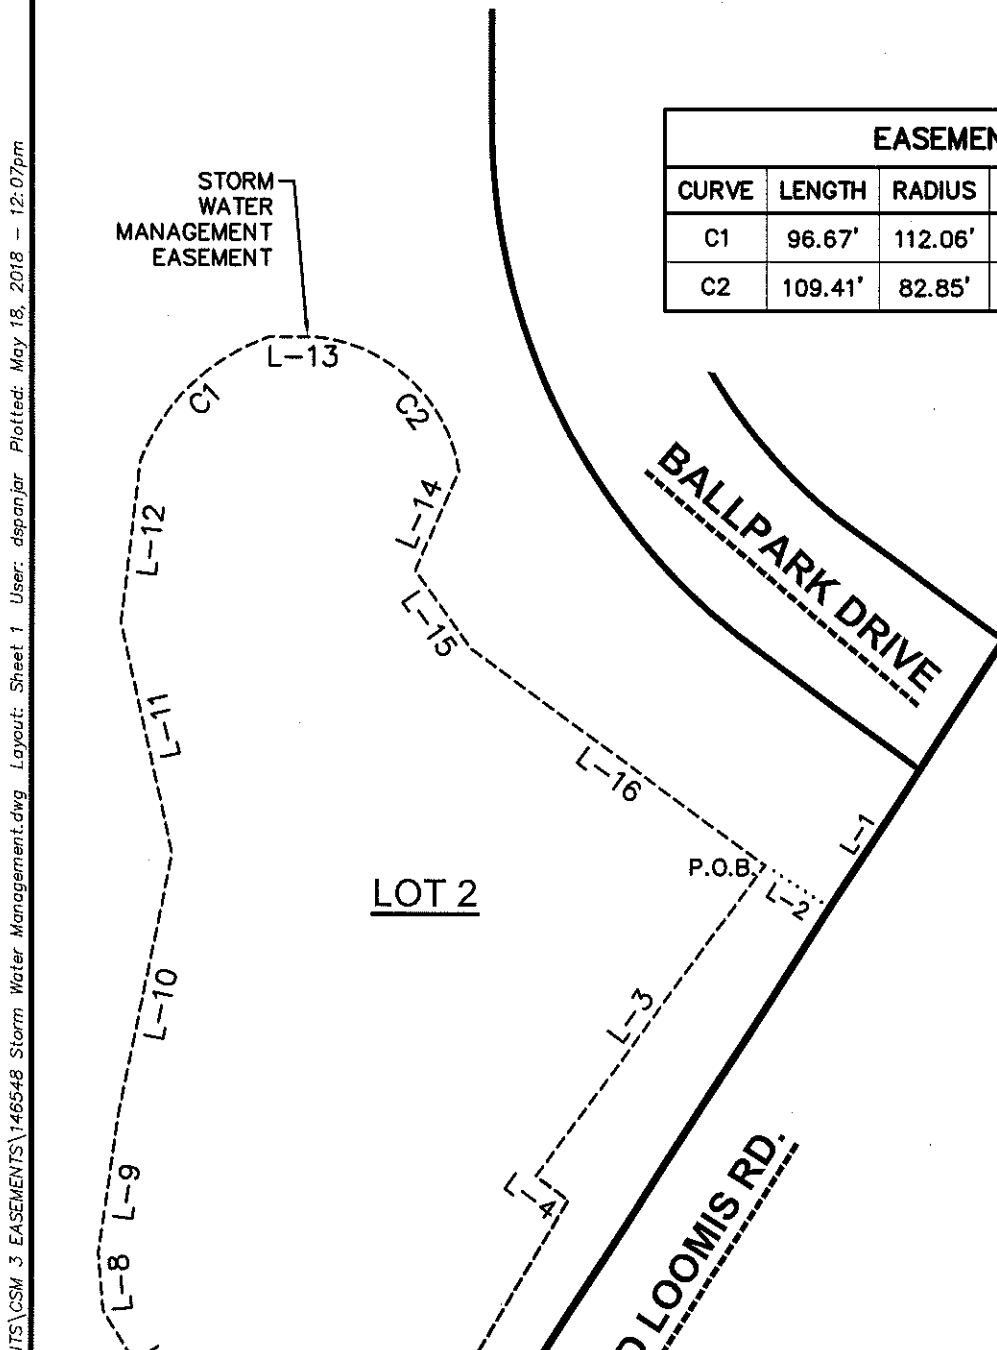 ITS\CSM 3 EASEMENTS\146548 Storm Water Management.dwg Layout: Sheet 1 User: dspanjar Plotted: May 18, 2018 - 12:07pm
STORM
WATER
MANAGEMENT
EASEMENT
EASEMEN
CURVE LENGTH RADIUS
C1 96.67' 112.06'
C2 109.41' 82.85'
L-13
C1
C2
L-14
L-12
BALLPARK DRIVE
L-15
L-11
L-16
L-1
P.O.B.
L-2
LOT 2
L-10
L-3
L-9
L-4
L-8
D LOOMIS RD.